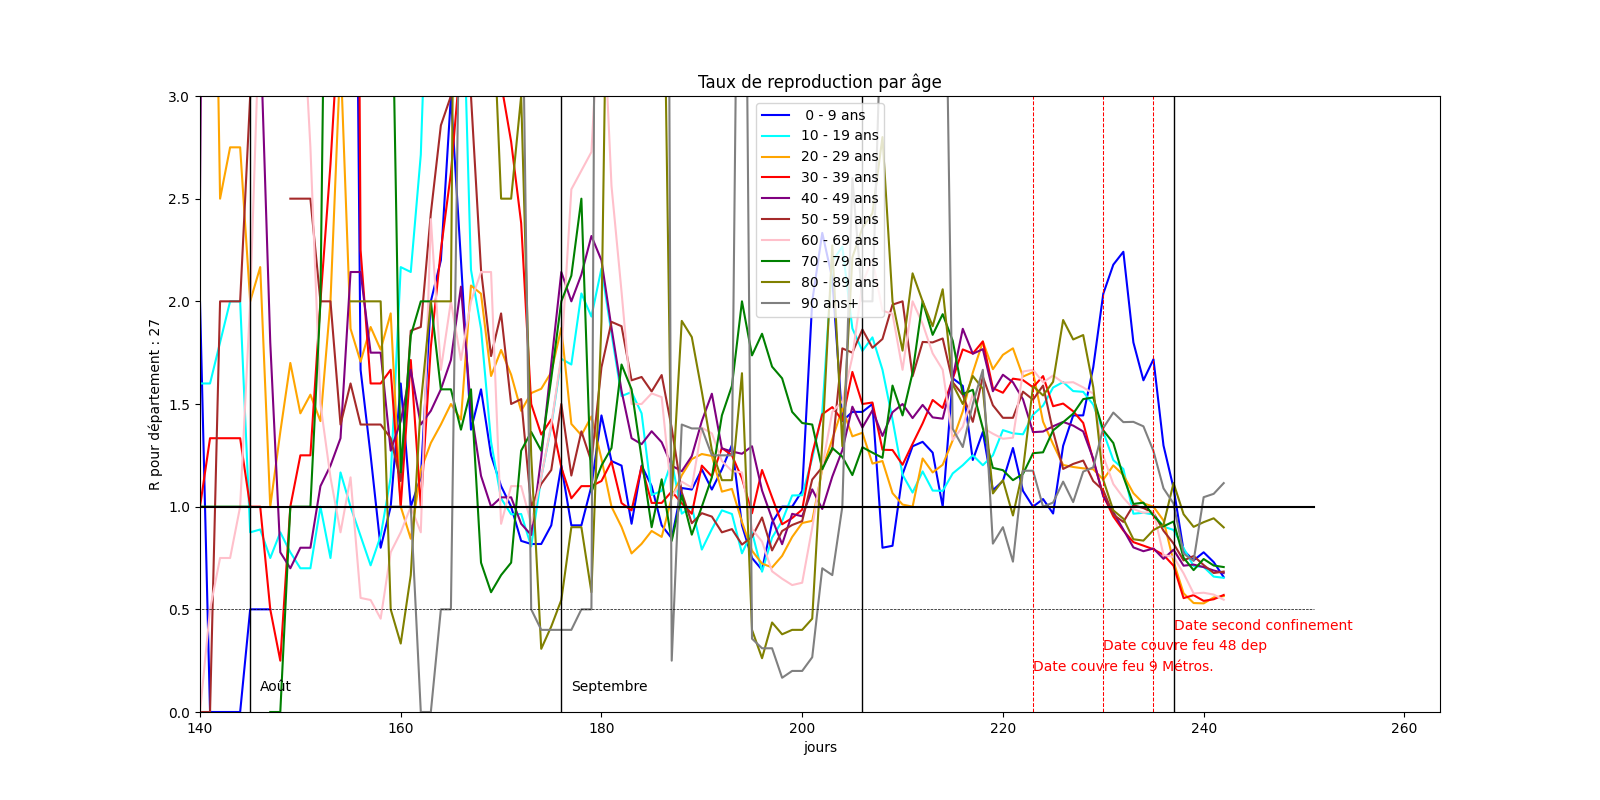 Taux de reproduction par âge
R pour département : 27
3.0
2.5
2.0
1.5
1.0
0.5
0.0
0 - 9 ans
10 - 19 ans
20 - 29 ans
30 - 39 ans
40 - 49 ans
50 - 59 ans
60 - 69 ans
70 - 79 ans
80 - 89 ans
90 ans+
Date second confinement
Date couvre feu 48 dep
Date couvre feu 9 Métros.
Août
Septembre
140
160
180
200
220
240
260
jours